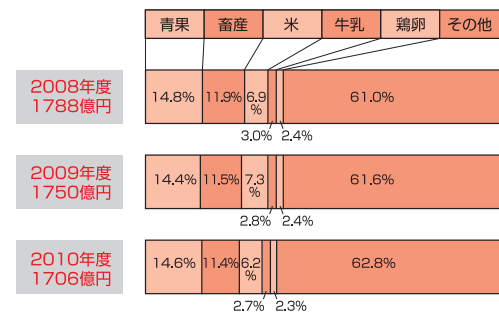 青果 畜産 米 牛乳 鶏卵 その他
2008年度
1788億円
14.8% 11.9% 6.9
%
61.0%
3.0% 2.4%
2009年度
1750億円
14.4% 11.5% 7.3
%
61.6%
2.8% 2.4%
2010年度
1706億円
14.6% 11.4% 6.2
%
62.8%
2.7% 2.3%